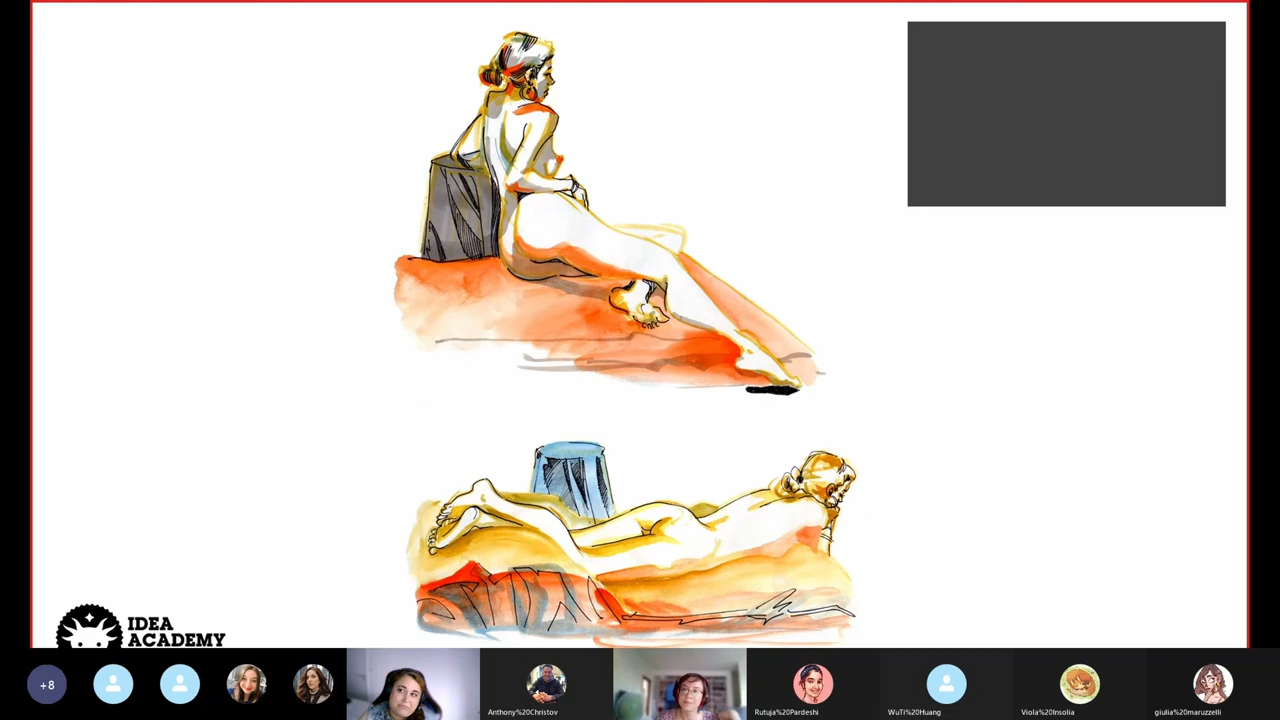 IDEA
ACADEMY
+8
Anthony%20Christov
Rutuja%20Pardeshi
WuTi%20Huang
Viola%20Insolia
giulia%20maruzzelli